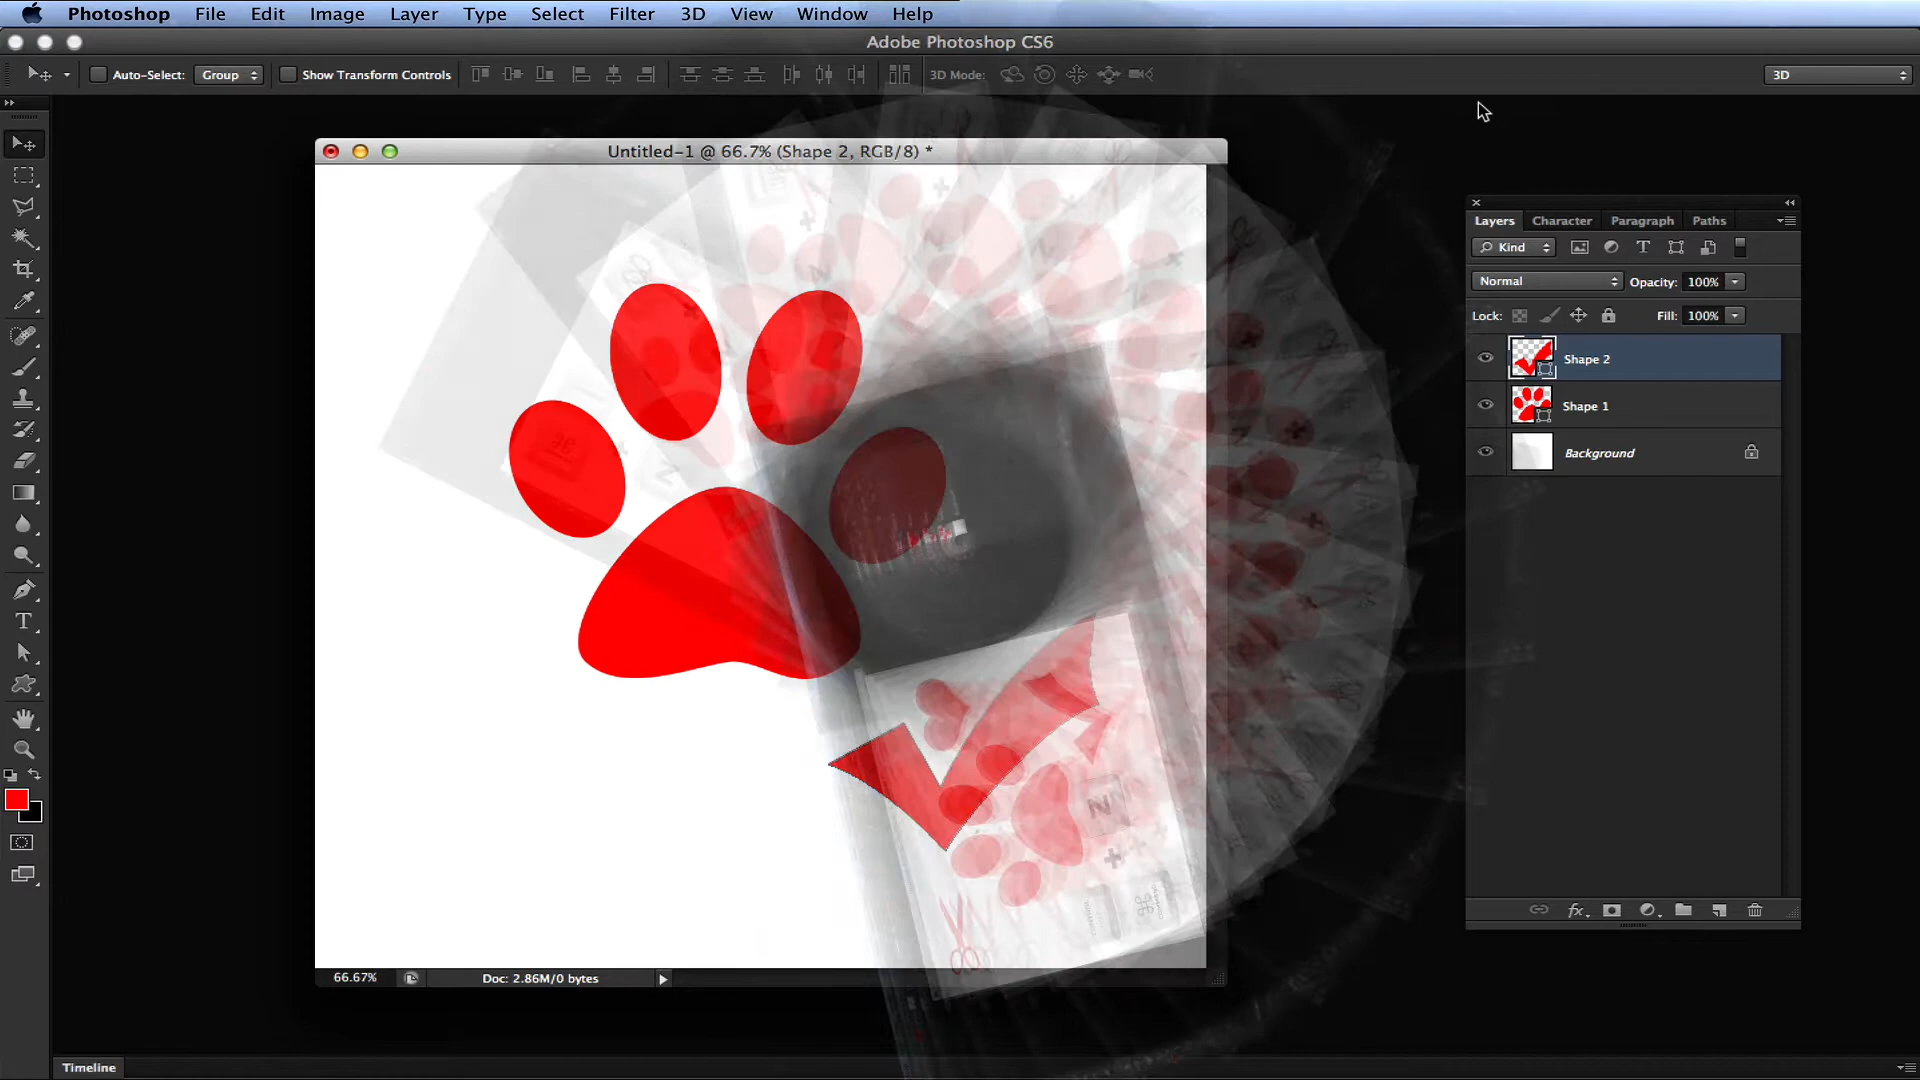 Photoshop File Edit Image Layer Type Select Filter 3D View Window Help
Adobe Photoshop CS6
Auto-Select: Group Show Transform Controls 3D Mode: 3D
Untitled-1 @ 66.7% (Shape 2, RGB/8) *
Layers Character Paragraph Paths
Kind
Normal Opacity: 100%
Lock: Fill: 100%
Shape 2
Shape 1
Background
66.67% Doc: 2.86M/0 bytes
Timeline